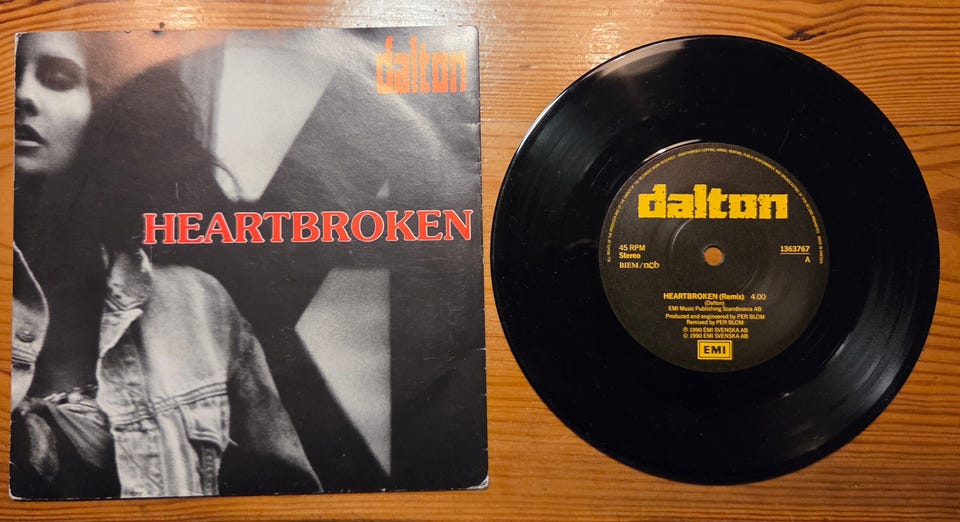 dalton
HEARTBROKEN
dalton
45 RPM
Stereo
BIEM/ncb
1363767
A
HEARTBROKEN (Remix) 4.00
(Dalton)
EMI Music Publishing Scandinavia AB
Produced and engineered by PER BLOM
Remixed by PER BLOM
℗ 1990 EMI SVENSKA AB
© 1990 EMI SVENSKA AB
EMI